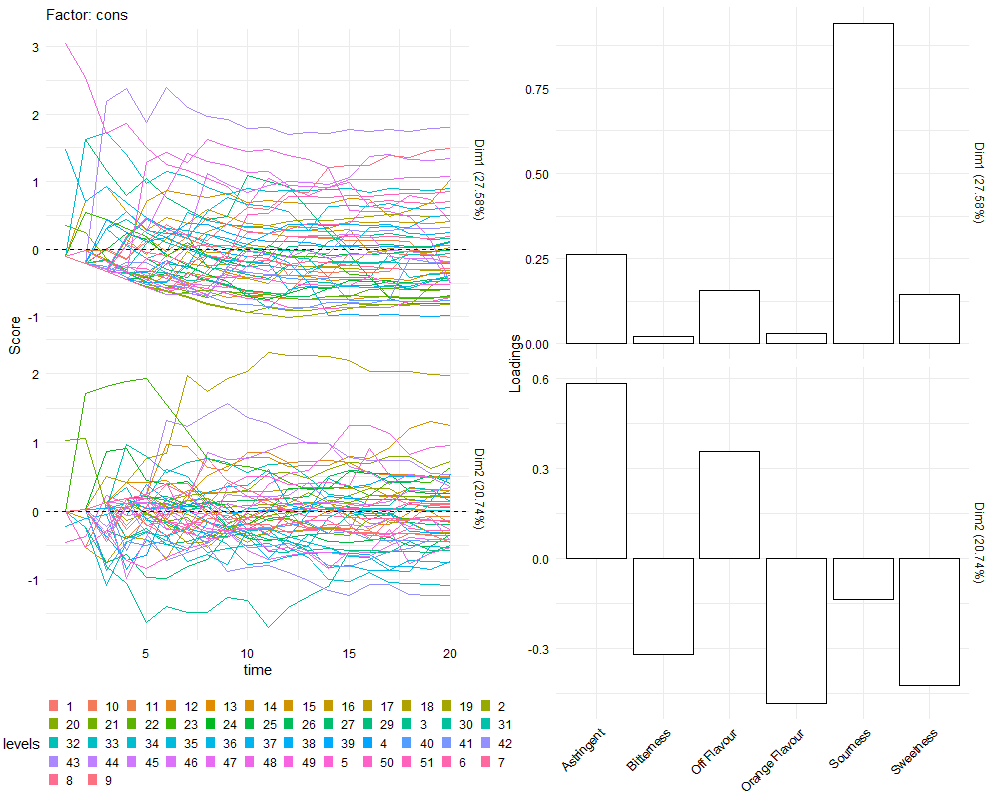 Factor: cons
3
2
1
0
-1
Dim1 (27.58%)
Score
2
1
0
-1
Dim2 (20.74%)
5 10 15 20
time
levels
1 10 11 12 13 14 15 16 17 18 19 2
20 21 22 23 24 25 26 27 29 3 30 31
32 33 34 35 36 37 38 39 4 40 41 42
43 44 45 46 47 48 49 5 50 51 6 7
8 9
0.75
0.50
0.25
0.00
Dim1 (27.58%)
Loadings
0.6
0.3
0.0
-0.3
Dim2 (20.74%)
Astringent
Bitterness
Off Flavour
Orange Flavour
Sourness
Sweetness